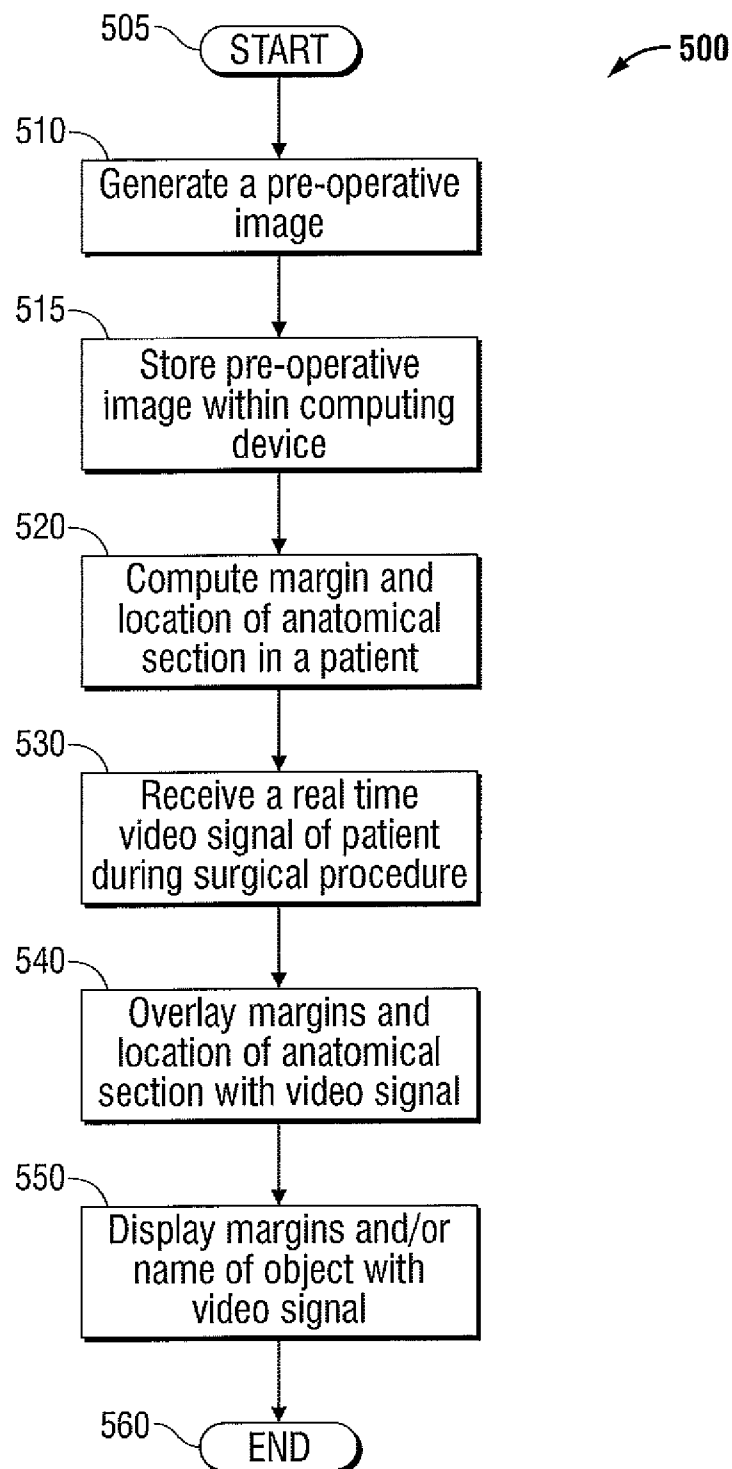 505
START
500
510
Generate a pre-operative
image
515
Store pre-operative
image within computing
device
520
Compute margin and
location of anatomical
section in a patient
530
Receive a real time
video signal of patient
during surgical procedure
540
Overlay margins and
location of anatomical
section with video signal
550
Display margins and/or
name of object with
video signal
560
END